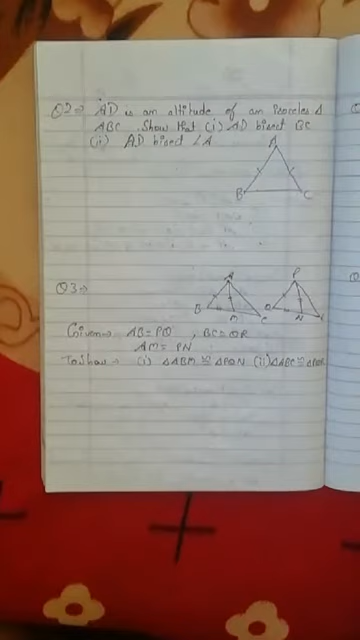 Q2 ⇒ AD is an altitude of an isoceles Δ
ABC. Show that (i) AD bisect BC
(ii) AD bisect ∠A
A
B C
Q3 ⇒
A P
B M C Q N
Given → AB = PQ , BC = QR
AM = PN
To show → (i) ΔABM ≅ ΔPQN (ii) ΔABC ≅ ΔPQR